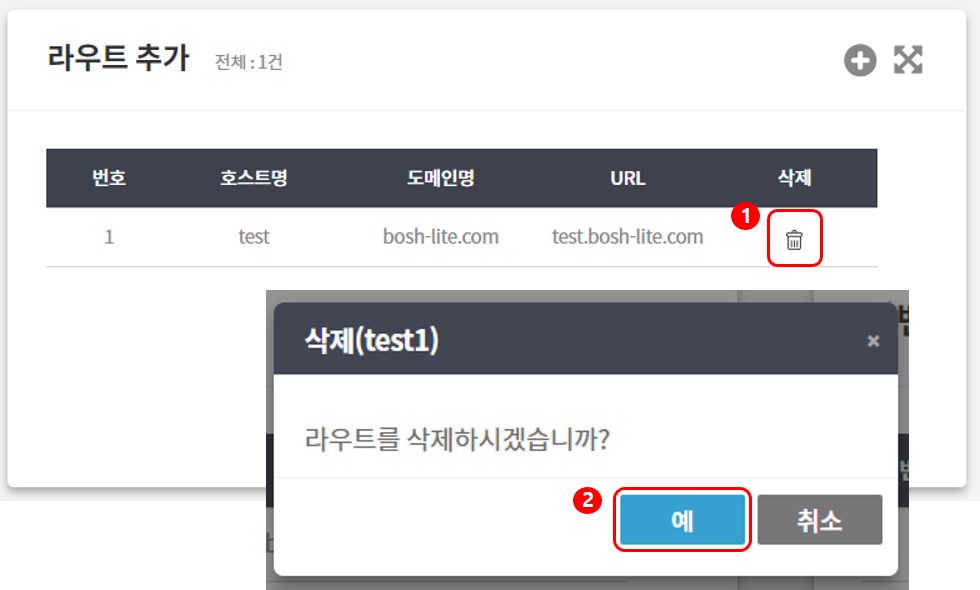 라우트 추가 전체 : 1건
번호 호스트명 도메인명 URL 삭제
1 test bosh-lite.com test.bosh-lite.com
1
삭제(test1) ×
라우트를 삭제하시겠습니까?
2
예 취소